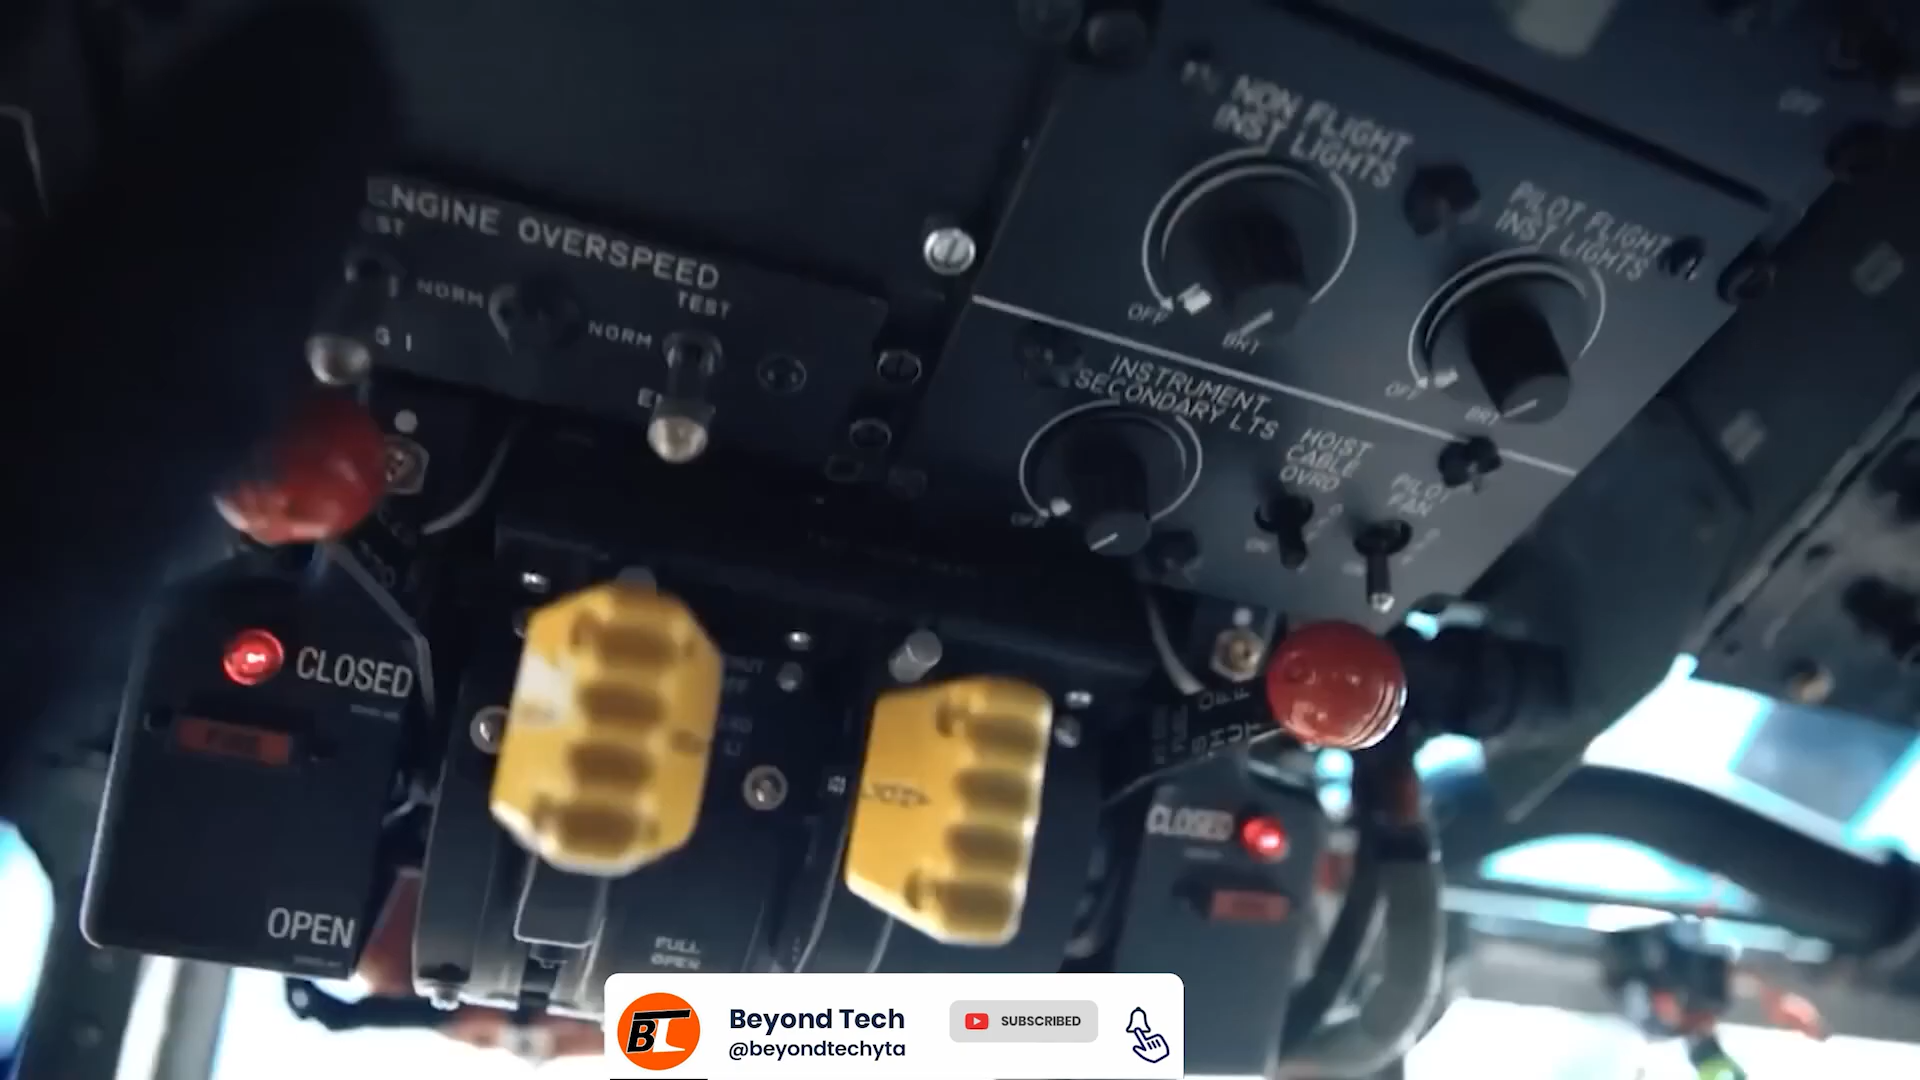 NON FLIGHT
INST LIGHTS
PILOT FLIGHT
INST LIGHTS
ENGINE OVERSPEED
NORM
NORM
TEST
OFF
BRT
OFF
BRT
INSTRUMENT
SECONDARY LTS
HOIST
CABLE
OVRD
PILOT
FAN
CLOSED
OPEN
FULL
OPEN
CLOSED
Beyond Tech
@beyondtechyta
SUBSCRIBED